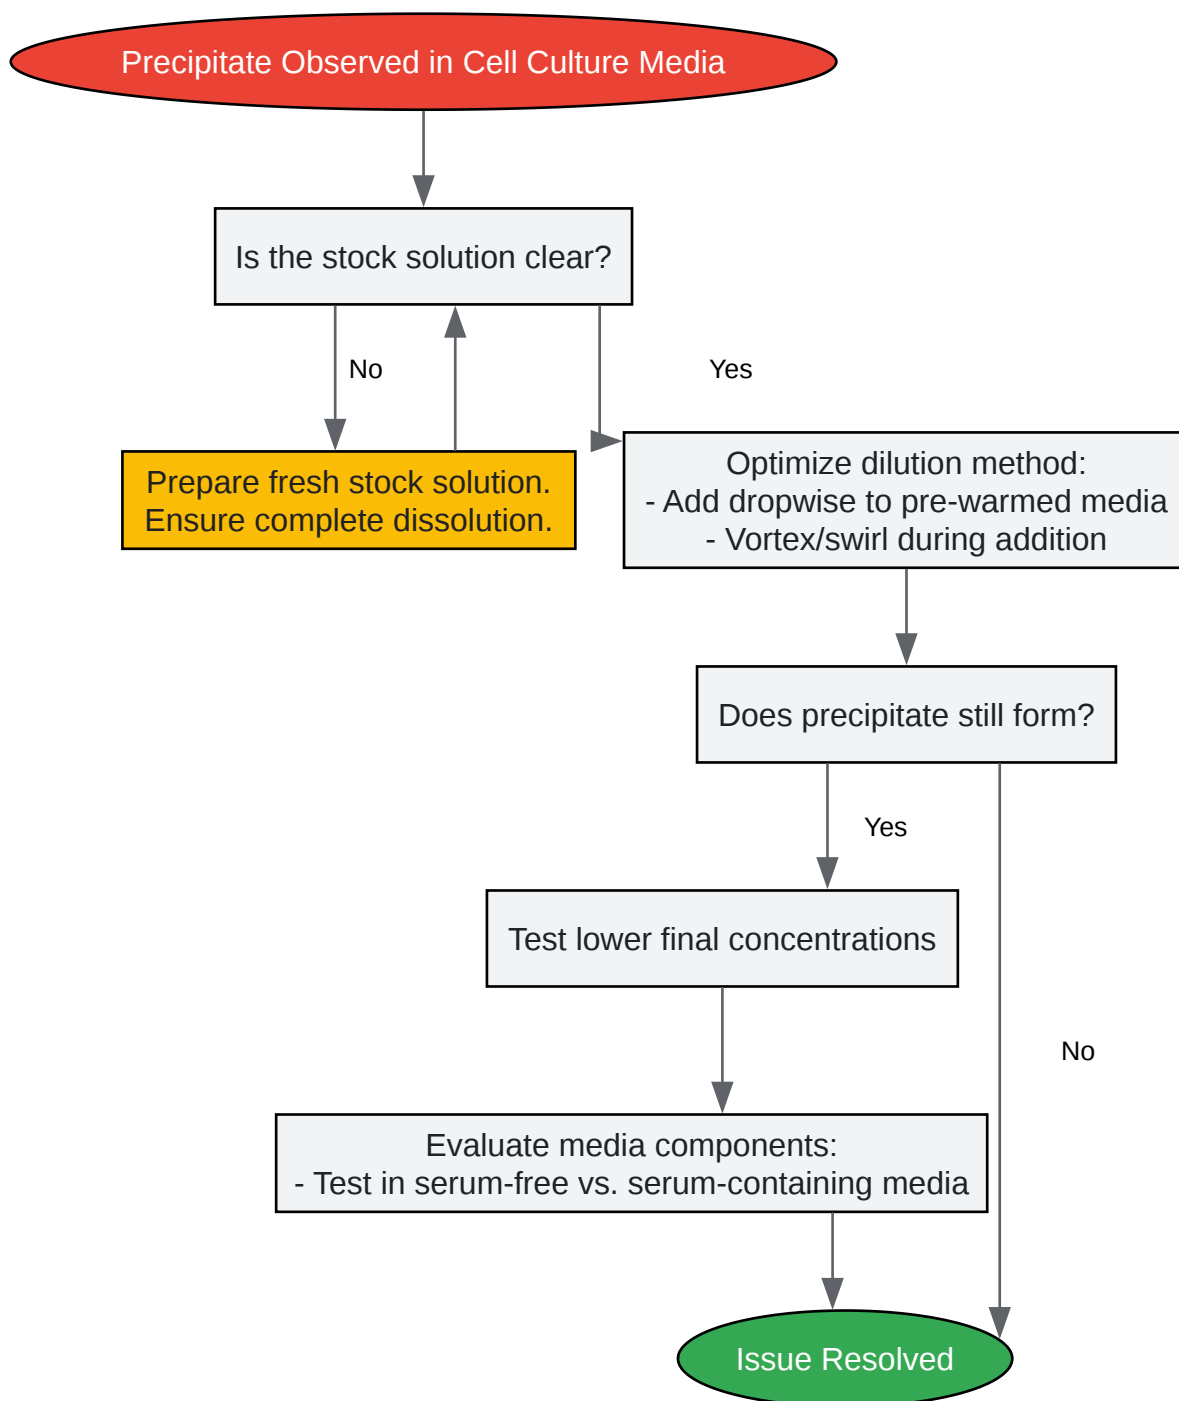 Precipitate Observed in Cell Culture Media
Is the stock solution clear?
No
Yes
Prepare fresh stock solution.
Ensure complete dissolution.
Optimize dilution method:
- Add dropwise to pre-warmed media
- Vortex/swirl during addition
Does precipitate still form?
Yes
Test lower final concentrations
No
Evaluate media components:
- Test in serum-free vs. serum-containing media
Issue Resolved